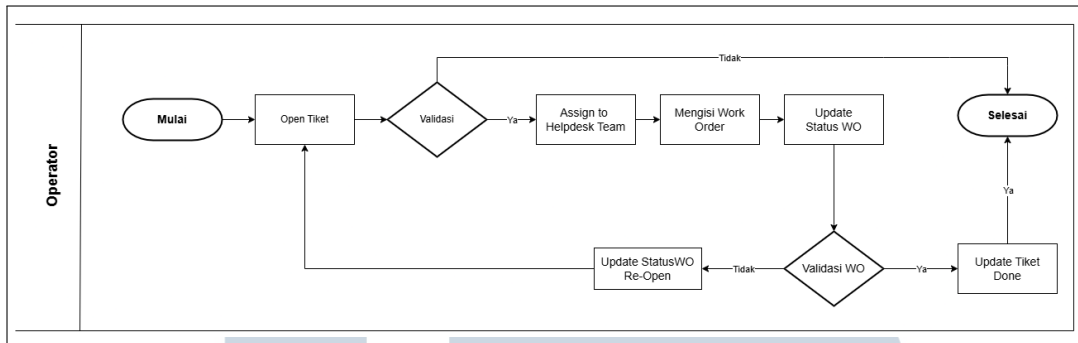 Operator
Tidak
Mulai
Open Tiket
Validasi
Ya
Assign to
Helpdesk Team
Mengisi Work
Order
Update
Status WO
Selesai
Ya
Update StatusWO
Re-Open
Tidak
Validasi WO
Ya
Update Tiket
Done